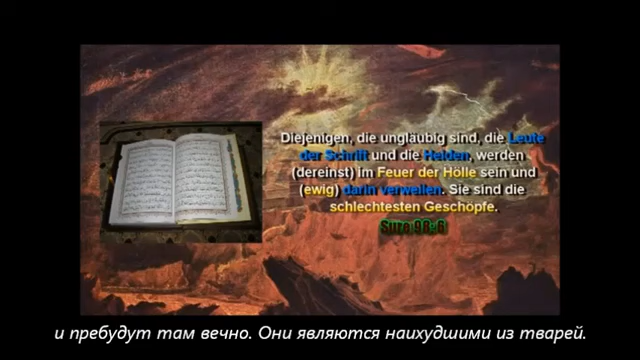 Diejenigen, die ungläubig sind, die Leute
der Schrift und die Heiden, werden
(dereinst) im Feuer der Hölle sein und
(ewig) darin verweilen. Sie sind die
schlechtesten Geschöpfe.
Sura 98:6
и пребудут там вечно. Они являются наихудшими из тварей.